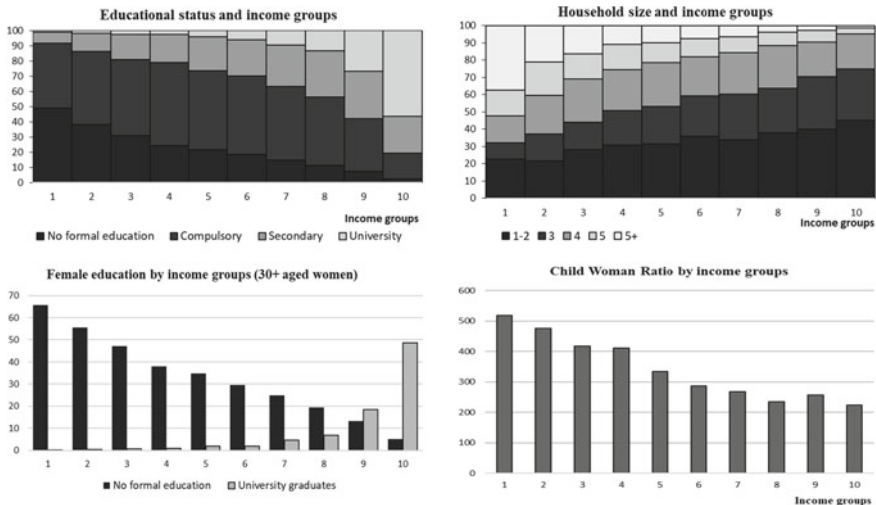 Educational status and income groups
100
90
80
70
60
50
40
30
20
10
0
1 2 3 4 5 6 7 8 9 10
Income groups
No formal education Compulsory Secondary University
Household size and income groups
100
90
80
70
60
50
40
30
20
10
0
1 2 3 4 5 6 7 8 9 10
Income groups
1-2 3 4 5 5+
Female education by income groups (30+ aged women)
70
60
50
40
30
20
10
0
1 2 3 4 5 6 7 8 9 10
No formal education University graduates
Child Woman Ratio by income groups
600
500
400
300
200
100
0
1 2 3 4 5 6 7 8 9 10
Income groups